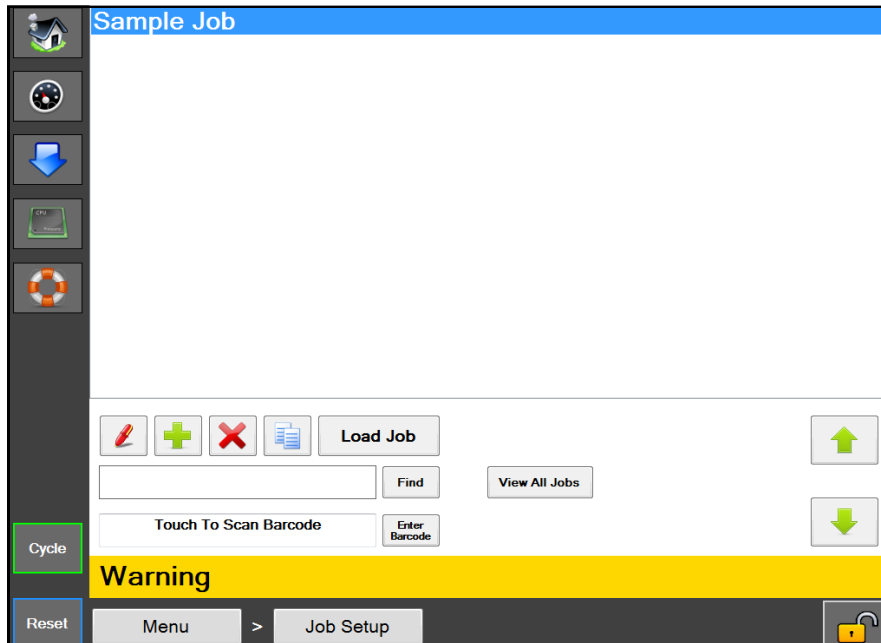 Sample Job
CPU
Load Job
Find
View All Jobs
Touch To Scan Barcode
Enter
Barcode
Cycle
Warning
Reset
Menu
>
Job Setup